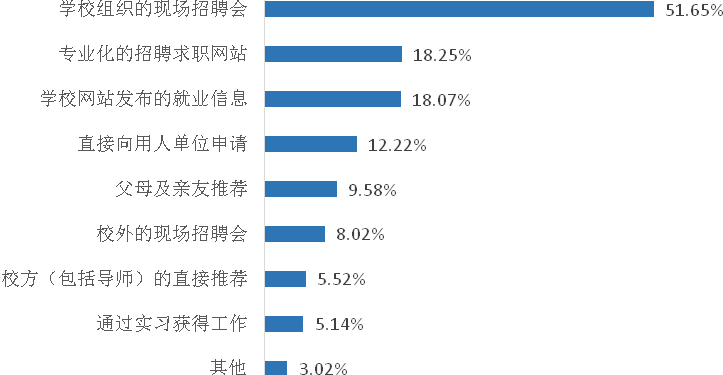 学校组织的现场招聘会 51.65%
专业化的招聘求职网站 18.25%
学校网站发布的就业信息 18.07%
直接向用人单位申请 12.22%
父母及亲友推荐 9.58%
校外的现场招聘会 8.02%
校方（包括导师）的直接推荐 5.52%
通过实习获得工作 5.14%
其他 3.02%